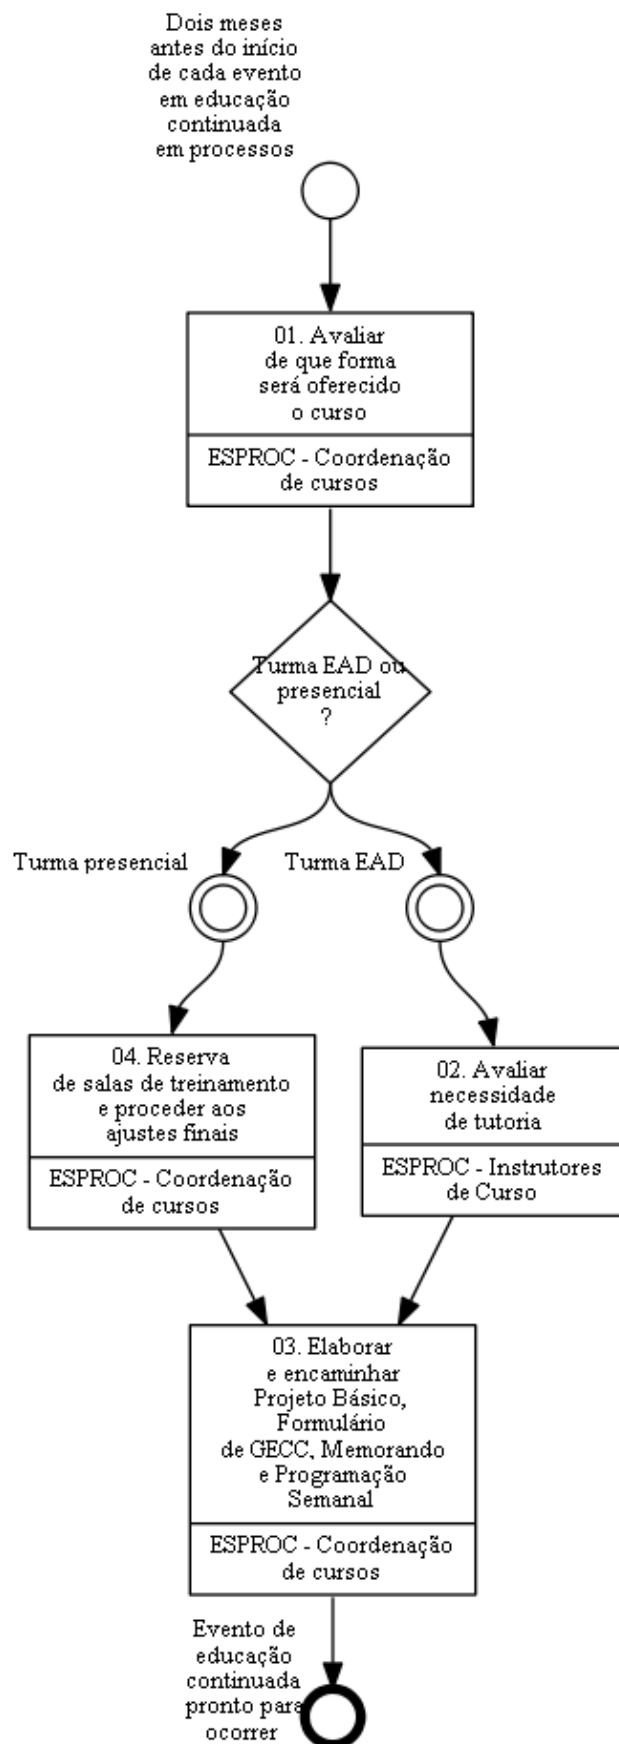 Dois meses
antes do início
de cada evento
em educação
continuada
em processos
01. Avaliar
de que forma
será oferecido
o curso
ESPROC - Coordenação
de cursos
Turma EAD ou
presencial
?
Turma presencial
Turma EAD
04. Reserva
de salas de treinamento
e proceder aos
ajustes finais
ESPROC - Coordenação
de cursos
02. Avaliar
necessidade
de tutoria
ESPROC - Instrutores
de Curso
03. Elaborar
e encaminhar
Projeto Básico,
Formulário
de GECC, Memorando
e Programação
Semanal
ESPROC - Coordenação
de cursos
Evento de
educação
continuada
pronto para
ocorrer